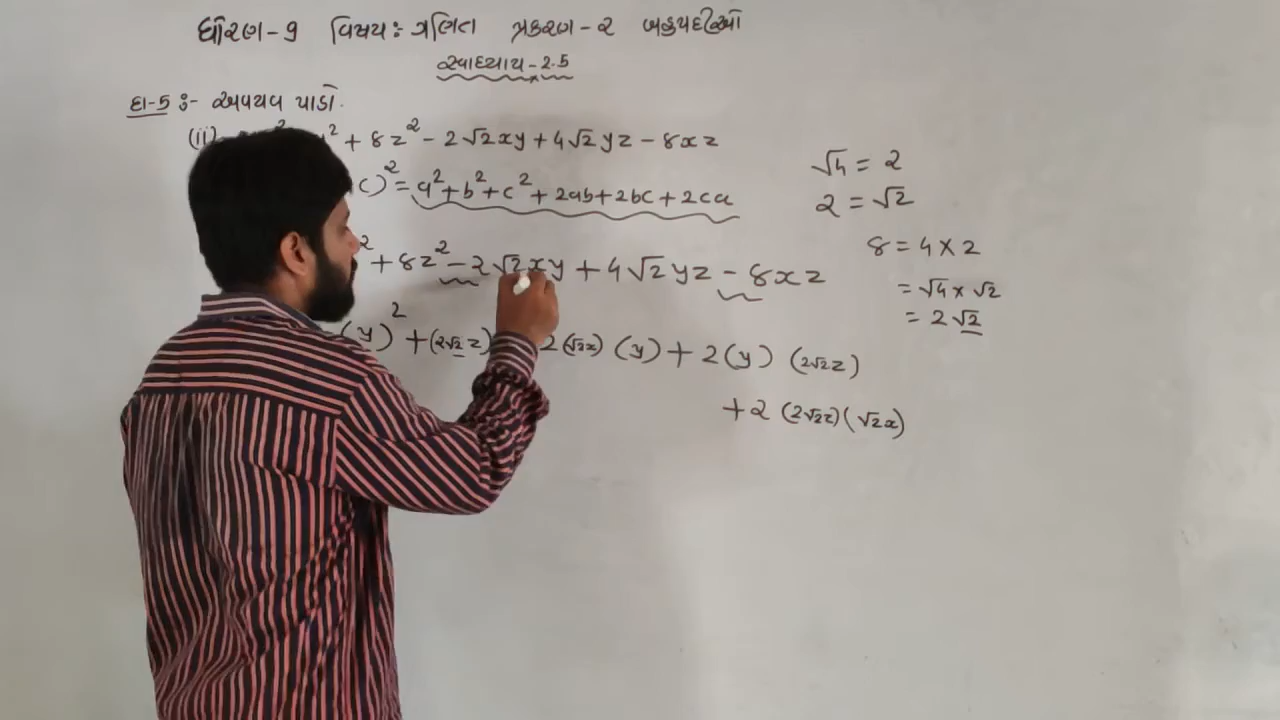 ધોરણ - 9 વિષય : ગણિત પ્રકરણ - ૨ બહુપદીઓ
સ્વાધ્યાય - 2.5
દા-5 :- અવયવ પાડો.
(ii) ² + 8z² - 2√2xy + 4√2yz - 8xz
c)² = a² + b² + c² + 2ab + 2bc + 2ca
² + 8z² - 2√2xy + 4√2yz - 8xz
(y)² + (2√2z) 2(√2x)(y) + 2(y)(2√2z)
+ 2(2√2z)(√2x)
√4 = 2
2 = √2
8 = 4 × 2
= √4 × √2
= 2√2